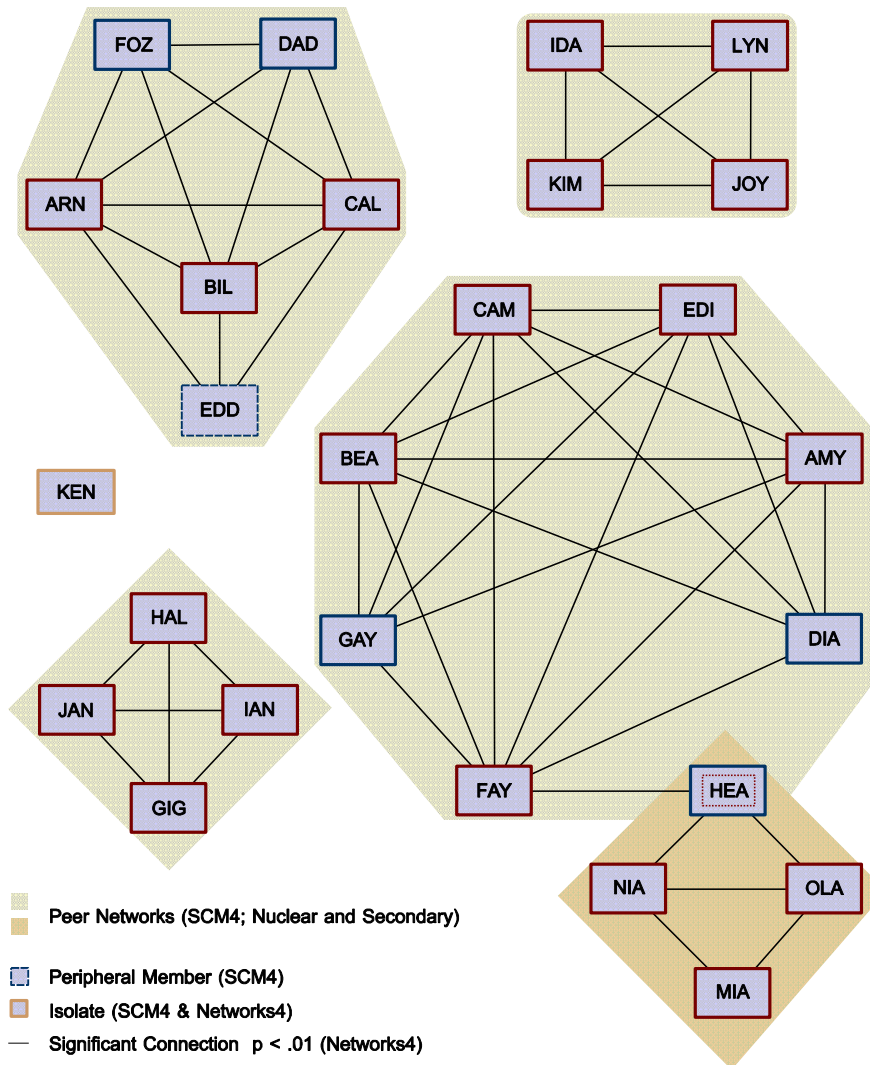 FOZ DAD
IDA LYN
ARN CAL
KIM JOY
BIL
CAM EDI
EDD
BEA AMY
KEN
HAL
GAY DIA
JAN IAN
FAY HEA
GIG
NIA OLA
Peer Networks (SCM4; Nuclear and Secondary)
Peripheral Member (SCM4)
MIA
Isolate (SCM4 & Networks4)
Significant Connection p < .01 (Networks4)